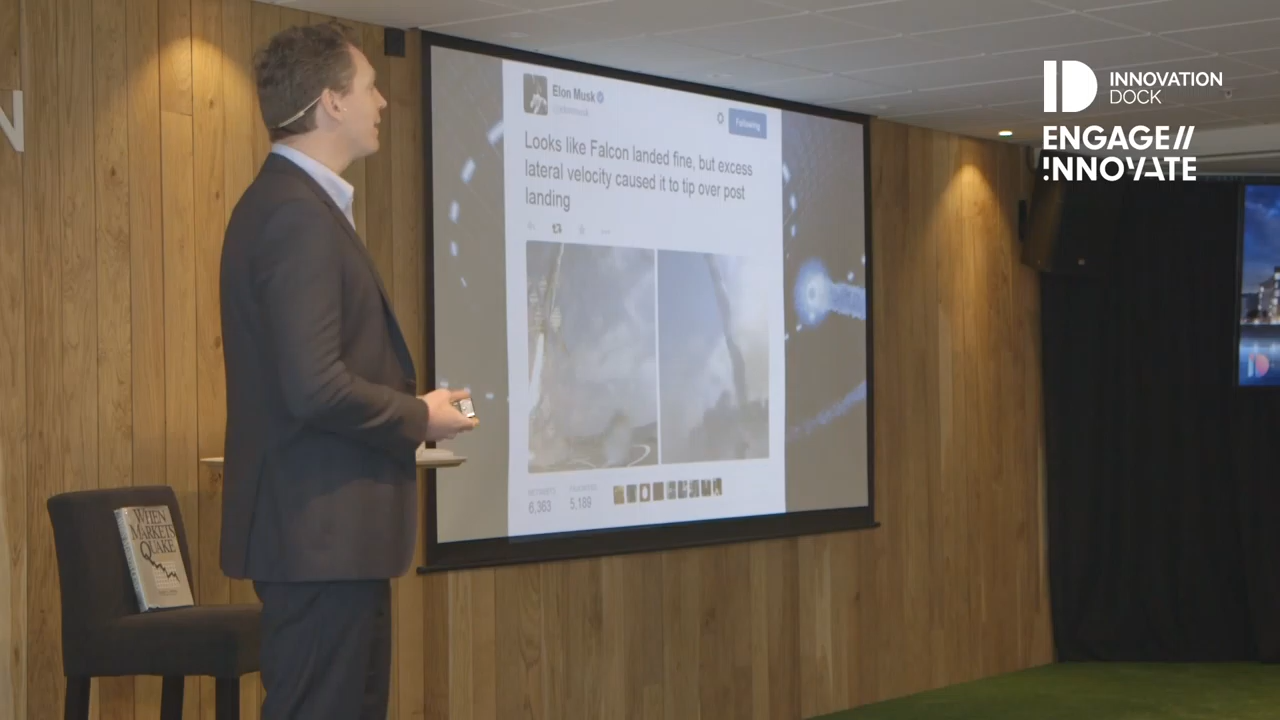 N
Elon Musk
Following
Looks like Falcon landed fine, but excess
lateral velocity caused it to tip over post
landing
6,363
5,189
WHEN
MARKETS
QUAKE
INNOVATION
DOCK
ENGAGE//
!NNOVATE